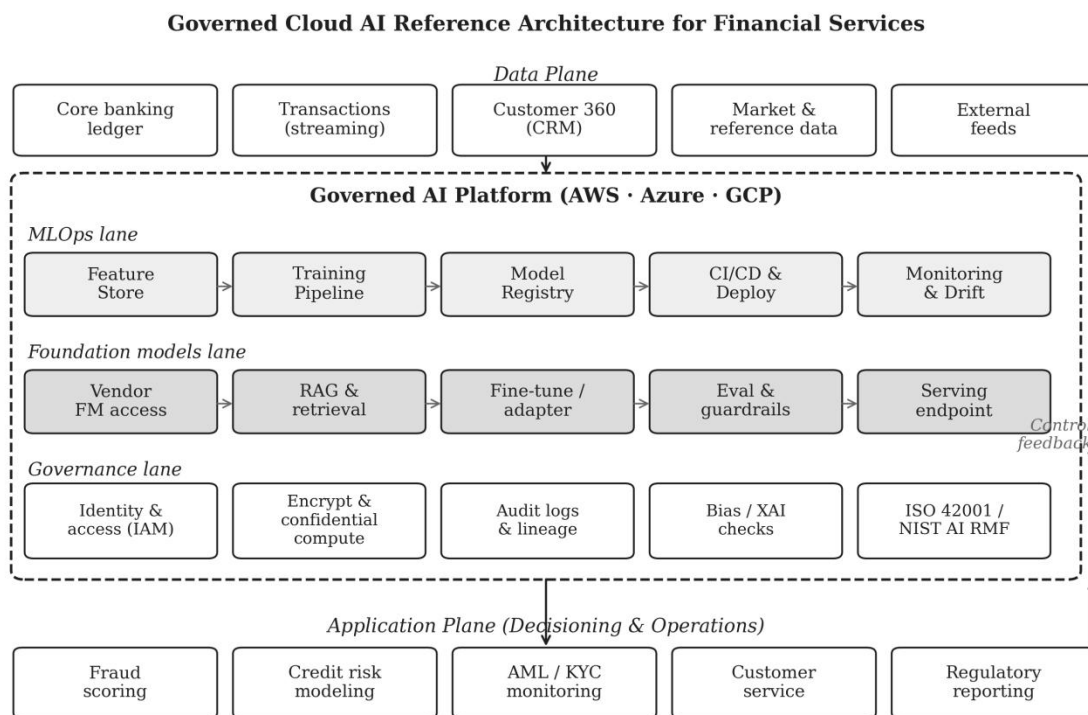 Governed Cloud AI Reference Architecture for Financial Services
Data Plane
Core banking
ledger
Transactions
(streaming)
Customer 360
(CRM)
Market &
reference data
External
feeds
Governed AI Platform (AWS · Azure · GCP)
MLOps lane
Feature
Store
Training
Pipeline
Model
Registry
CI/CD &
Deploy
Monitoring
& Drift
Foundation models lane
Vendor
FM access
RAG &
retrieval
Fine-tune /
adapter
Eval &
guardrails
Serving
endpoint
Control
feedback
Governance lane
Identity &
access (IAM)
Encrypt &
confidential
compute
Audit logs
& lineage
Bias / XAI
checks
ISO 42001 /
NIST AI RMF
Application Plane (Decisioning & Operations)
Fraud
scoring
Credit risk
modeling
AML / KYC
monitoring
Customer
service
Regulatory
reporting